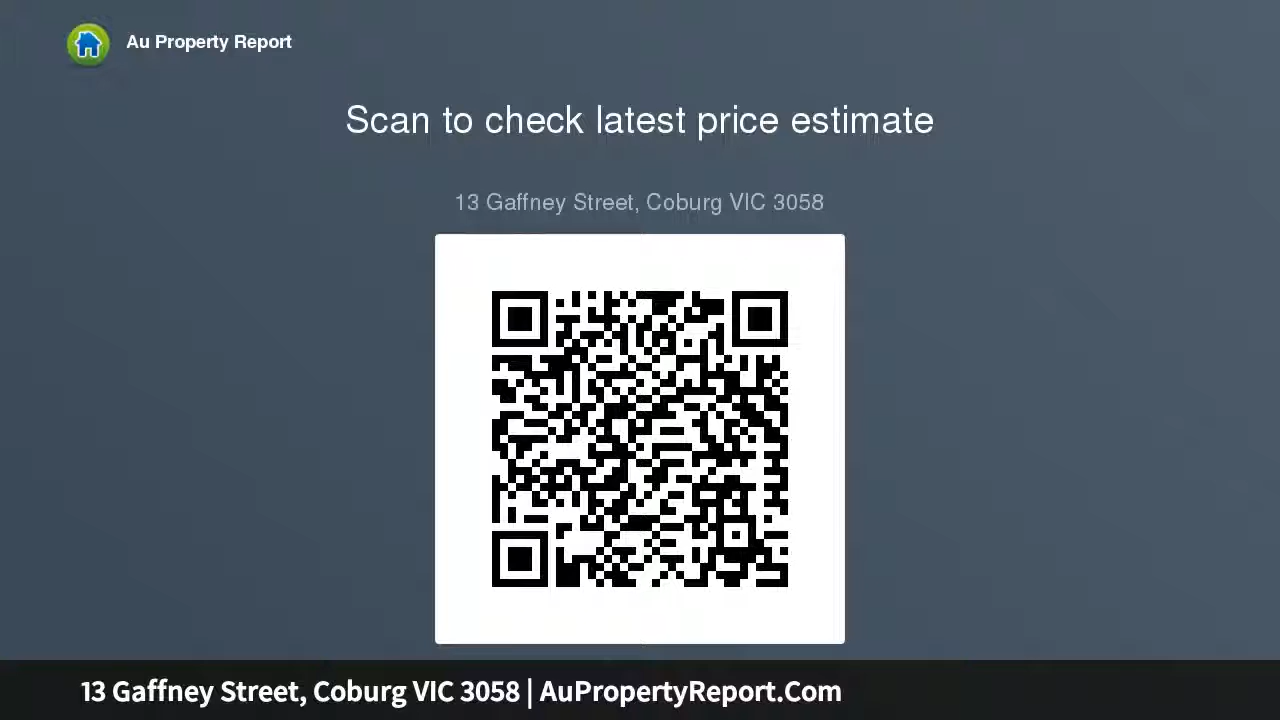 Au Property Report
Scan to check latest price estimate
13 Gaffney Street, Coburg VIC 3058
13 Gaffney Street, Coburg VIC 3058 | AuPropertyReport.Com